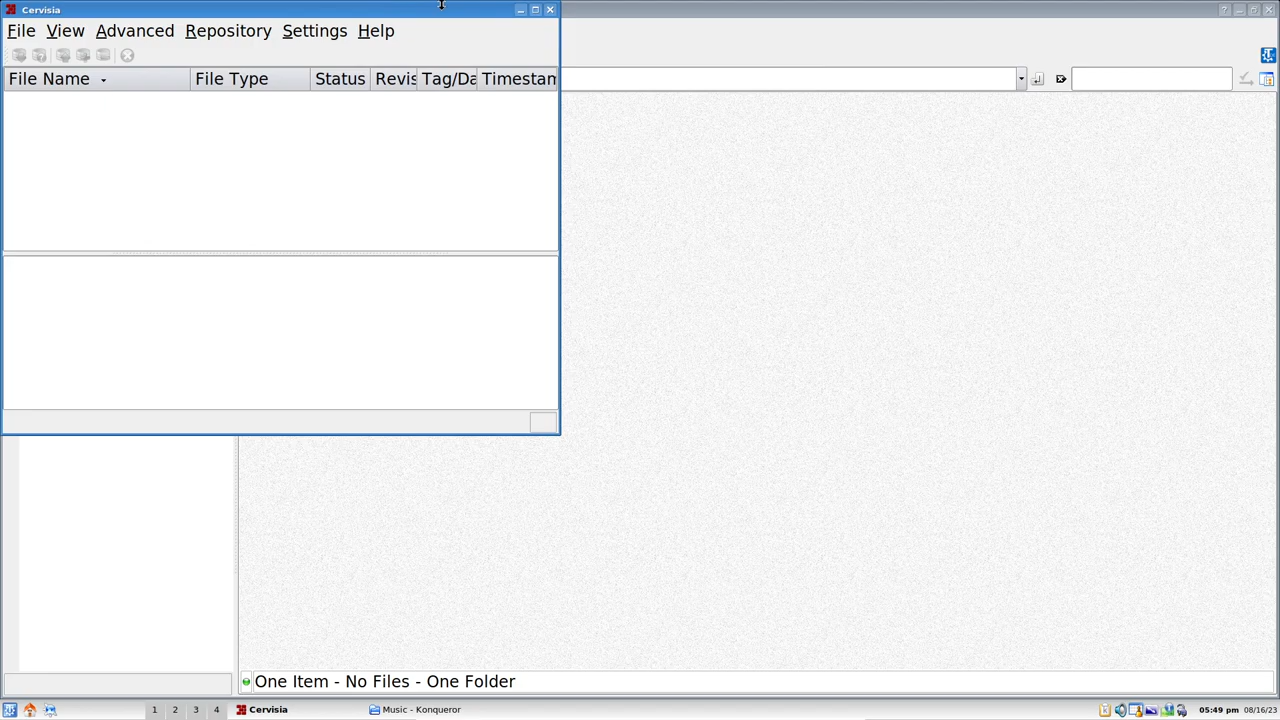 Cervisia
File View Advanced Repository Settings Help
File Name File Type Status Revis Tag/Da Timestam
One Item - No Files - One Folder
1 2 3 4 Cervisia Music - Konqueror 05:49 pm 08/16/23